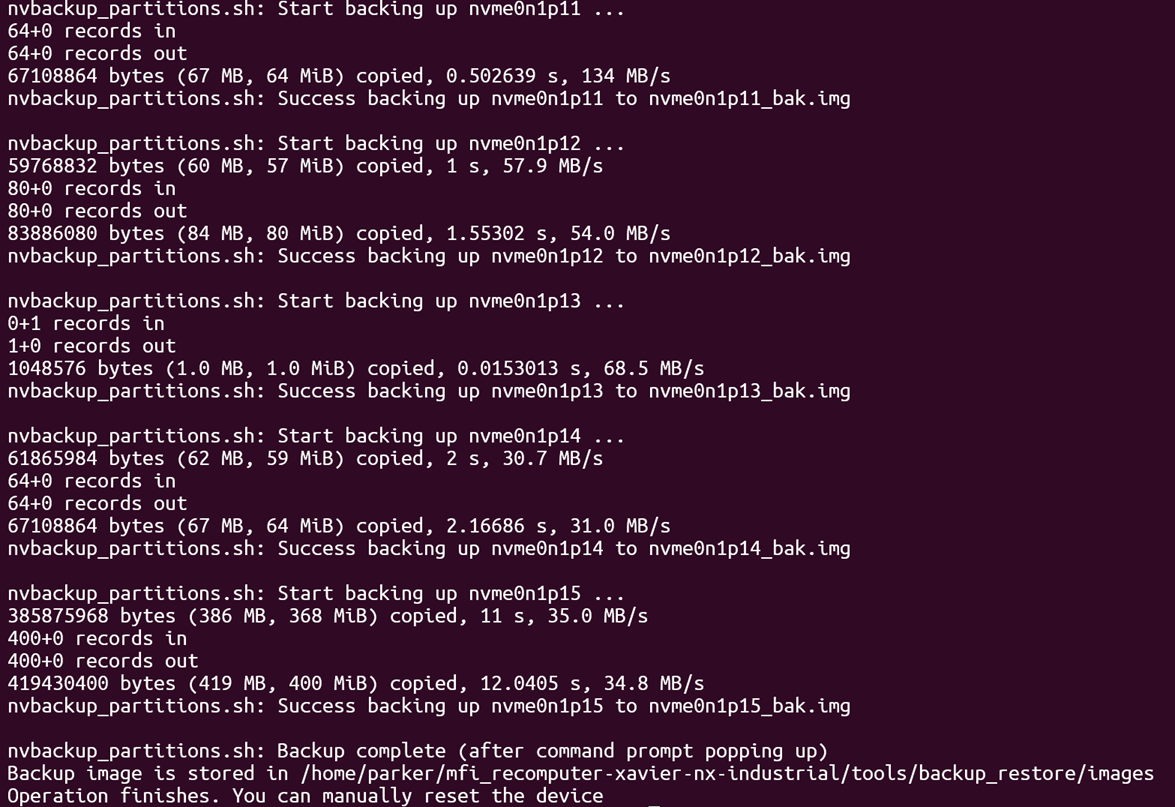 nvbackup_partitions.sh: Start backing up nvme0n1p11 ...
64+0 records in
64+0 records out
67108864 bytes (67 MB, 64 MiB) copied, 0.502639 s, 134 MB/s
nvbackup_partitions.sh: Success backing up nvme0n1p11 to nvme0n1p11_bak.img
nvbackup_partitions.sh: Start backing up nvme0n1p12 ...
59768832 bytes (60 MB, 57 MiB) copied, 1 s, 57.9 MB/s
80+0 records in
80+0 records out
83886080 bytes (84 MB, 80 MiB) copied, 1.55302 s, 54.0 MB/s
nvbackup_partitions.sh: Success backing up nvme0n1p12 to nvme0n1p12_bak.img
nvbackup_partitions.sh: Start backing up nvme0n1p13 ...
0+1 records in
1+0 records out
1048576 bytes (1.0 MB, 1.0 MiB) copied, 0.0153013 s, 68.5 MB/s
nvbackup_partitions.sh: Success backing up nvme0n1p13 to nvme0n1p13_bak.img
nvbackup_partitions.sh: Start backing up nvme0n1p14 ...
61865984 bytes (62 MB, 59 MiB) copied, 2 s, 30.7 MB/s
64+0 records in
64+0 records out
67108864 bytes (67 MB, 64 MiB) copied, 2.16686 s, 31.0 MB/s
nvbackup_partitions.sh: Success backing up nvme0n1p14 to nvme0n1p14_bak.img
nvbackup_partitions.sh: Start backing up nvme0n1p15 ...
385875968 bytes (386 MB, 368 MiB) copied, 11 s, 35.0 MB/s
400+0 records in
400+0 records out
419430400 bytes (419 MB, 400 MiB) copied, 12.0405 s, 34.8 MB/s
nvbackup_partitions.sh: Success backing up nvme0n1p15 to nvme0n1p15_bak.img
nvbackup_partitions.sh: Backup complete (after command prompt popping up)
Backup image is stored in /home/parker/mfi_recomputer-xavier-nx-industrial/tools/backup_restore/images
Operation finishes. You can manually reset the device